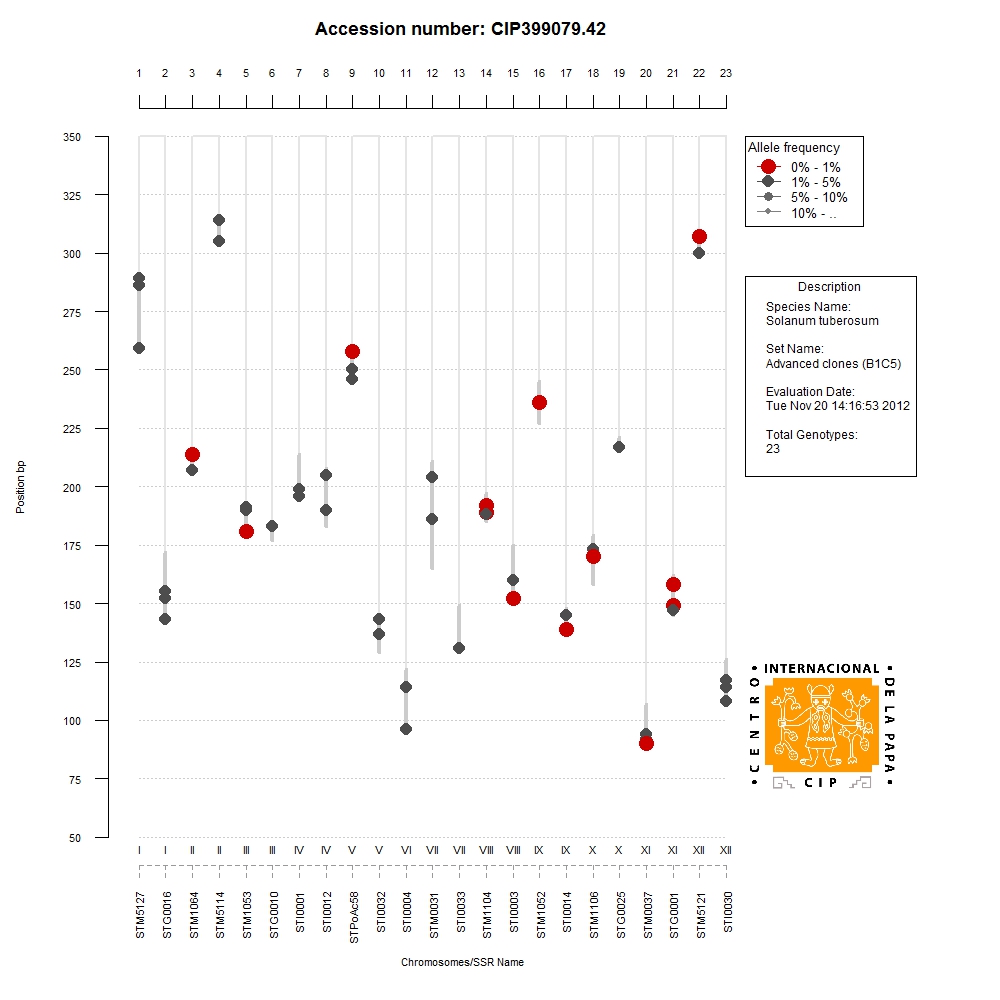 Accession number: CIP399079.42
1 2 3 4 5 6 7 8 9 10 11 12 13 14 15 16 17 18 19 20 21 22 23
350
325
300
275
250
225
200
175
150
125
100
75
50
Position bp
I I II II III III IV IV V V VI VII VII VIII VIII IX IX X X XI XI XII XII
STM5127
STG0016
STM1064
STM5114
STM1053
STG0010
STI0001
STI0012
STPoAc58
STI0032
STI0004
STM0031
STI0033
STM1104
STI0003
STM1052
STI0014
STM1106
STG0025
STM0037
STG0001
STM5121
STI0030
Chromosomes/SSR Name
Allele frequency
0% - 1%
1% - 5%
5% - 10%
10% - ..
Description
Species Name:
Solanum tuberosum
Set Name:
Advanced clones (B1C5)
Evaluation Date:
Tue Nov 20 14:16:53 2012
Total Genotypes:
23
• CENTRO
• INTERNACIONAL •
DE LA PAPA •
CIP